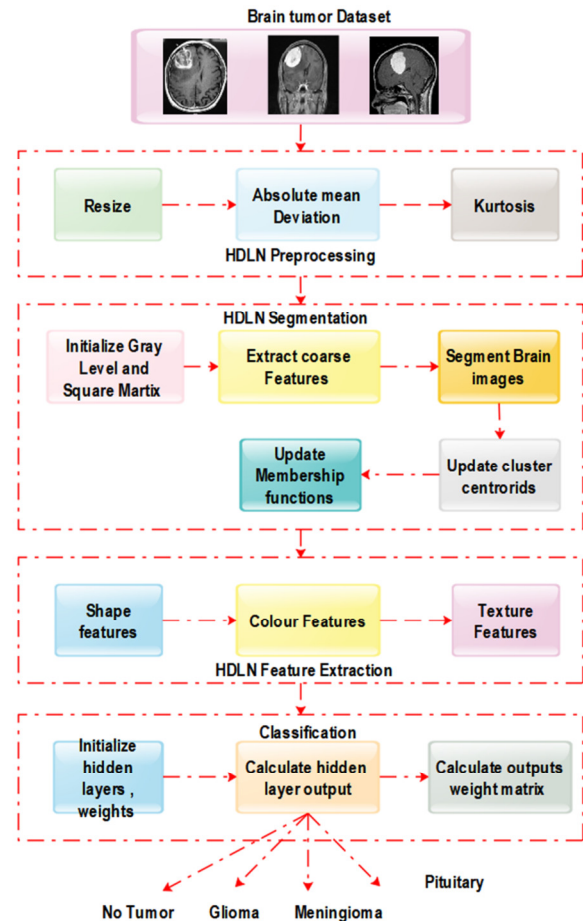 Brain tumor Dataset
Resize
Absolute mean
Deviation
Kurtosis
HDLN Preprocessing
HDLN Segmentation
Initialize Gray
Level and
Square Martix
Extract coarse
Features
Segment Brain
images
Update
Membership
functions
Update cluster
centrorids
Shape
features
Colour Features
Texture
Features
HDLN Feature Extraction
Classification
Initialize
hidden
layers ,
weights
Calculate hidden
layer output
Calculate outputs
weight matrix
Pituitary
No Tumor
Glioma
Meningioma